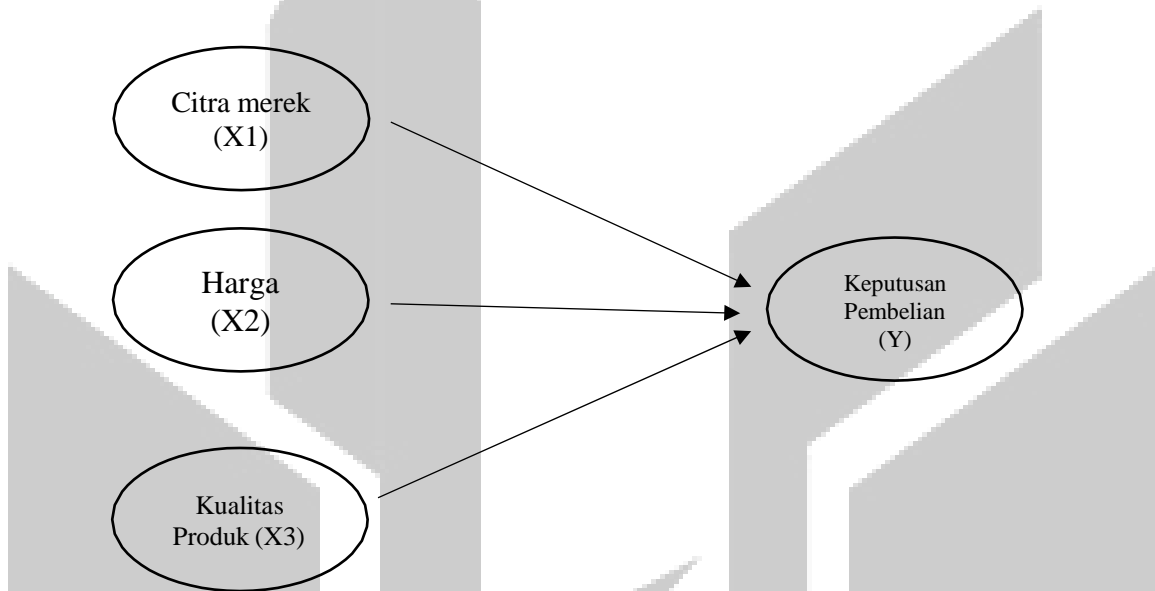 Citra merek
(X1)
Harga
(X2)
Keputusan
Pembelian
(Y)
Kualitas
Produk (X3)